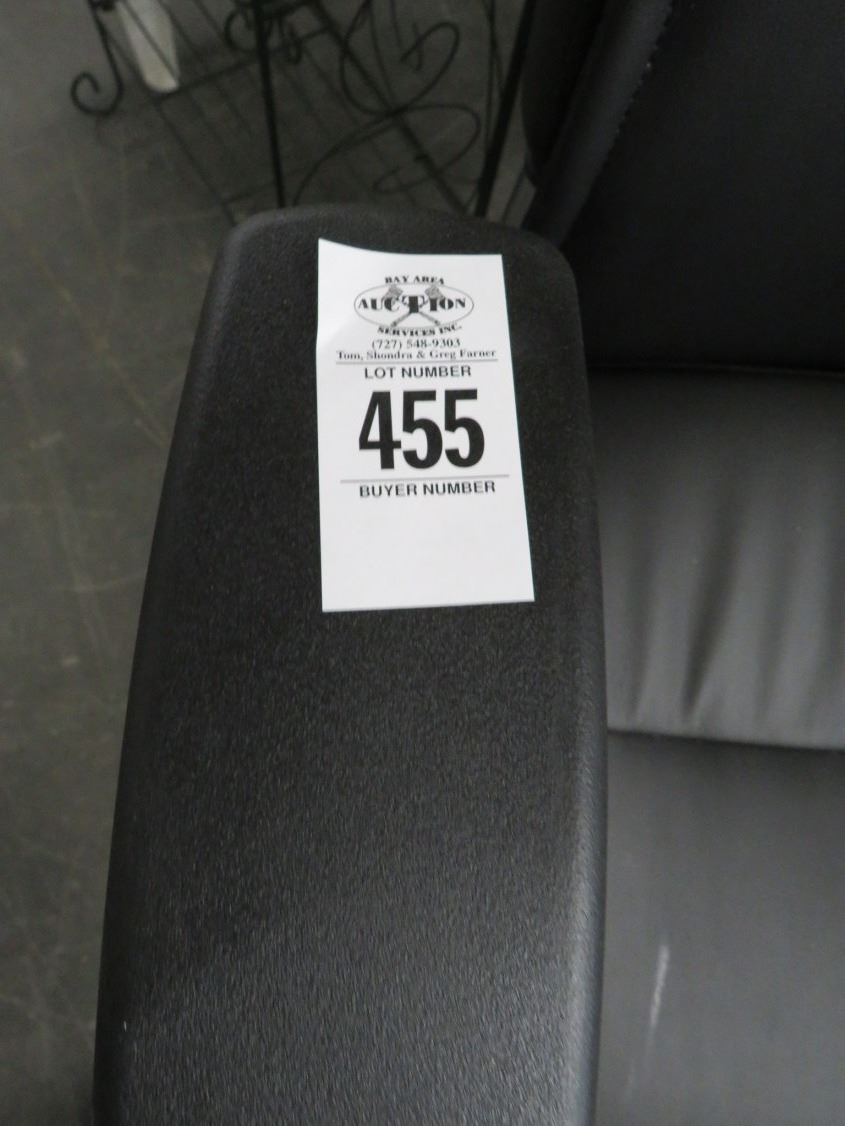 BAY AREA
AUCTION
SERVICES INC.
(727) 548-9303
Tom, Shondra & Greg Farner
LOT NUMBER
455
BUYER NUMBER